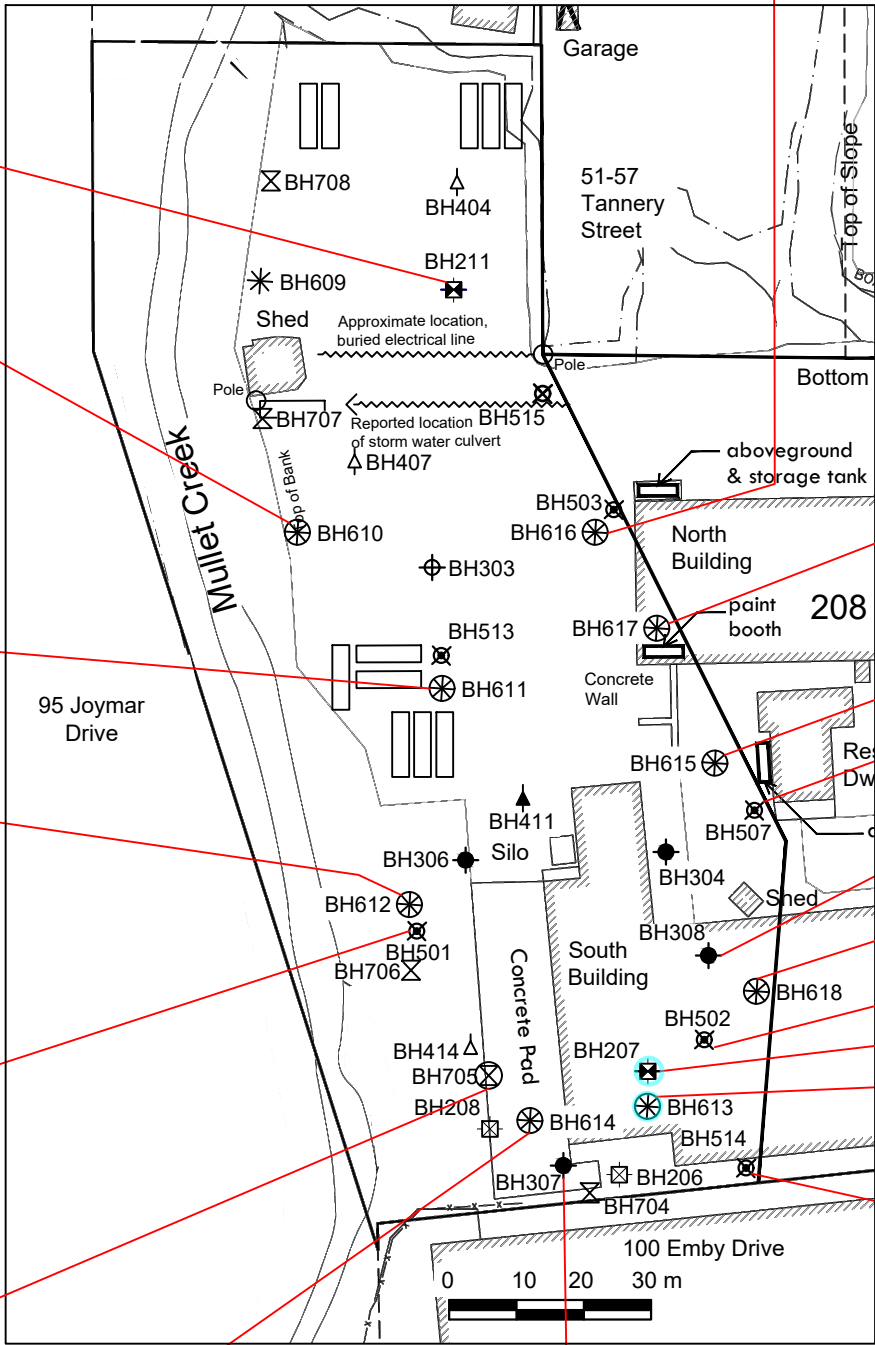 Garage
51-57
Tannery
Street
Top of Slope
BH708
BH404
BH211
BH609
Shed
Approximate location,
buried electrical line
Pole
Bottom
Pole
BH707
Reported location
of storm water culvert
BH515
BH407
aboveground
& storage tank
Mullet Creek
op of Bank
BH503
BH610
BH616
North
Building
BH303
208
paint
booth
BH617
BH513
Concrete
Wall
BH611
95 Joymar
Drive
BH615
Res
Dw
BH411
BH507
BH306
Silo
BH304
Shed
BH612
BH501
BH308
South
Building
BH706
Concrete Pad
BH618
BH502
BH414
BH207
BH705
BH208
BH614
BH613
BH514
BH307
BH206
BH704
100 Emby Drive
0 10 20 30 m